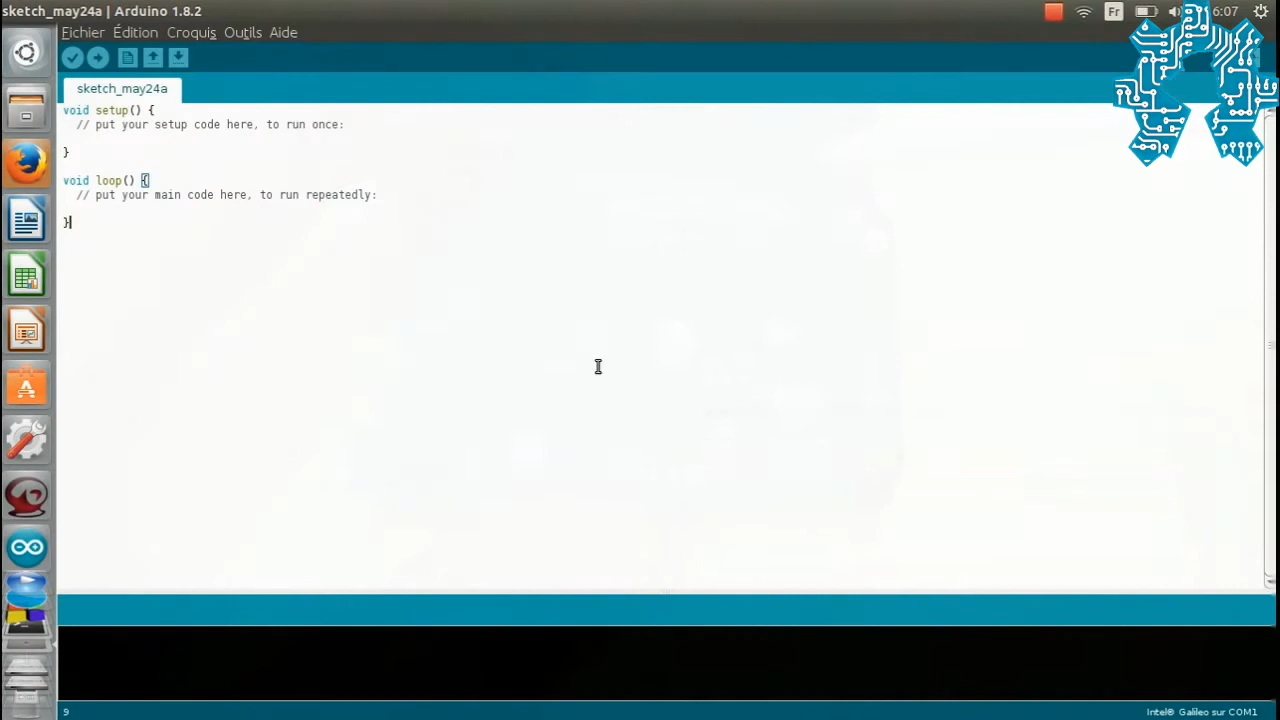 sketch_may24a | Arduino 1.8.2
Fr
6:07
Fichier Édition Croquis Outils Aide
sketch_may24a
void setup() {
// put your setup code here, to run once:
}
void loop() {
// put your main code here, to run repeatedly:
}
9
Intel® Galileo sur COM1